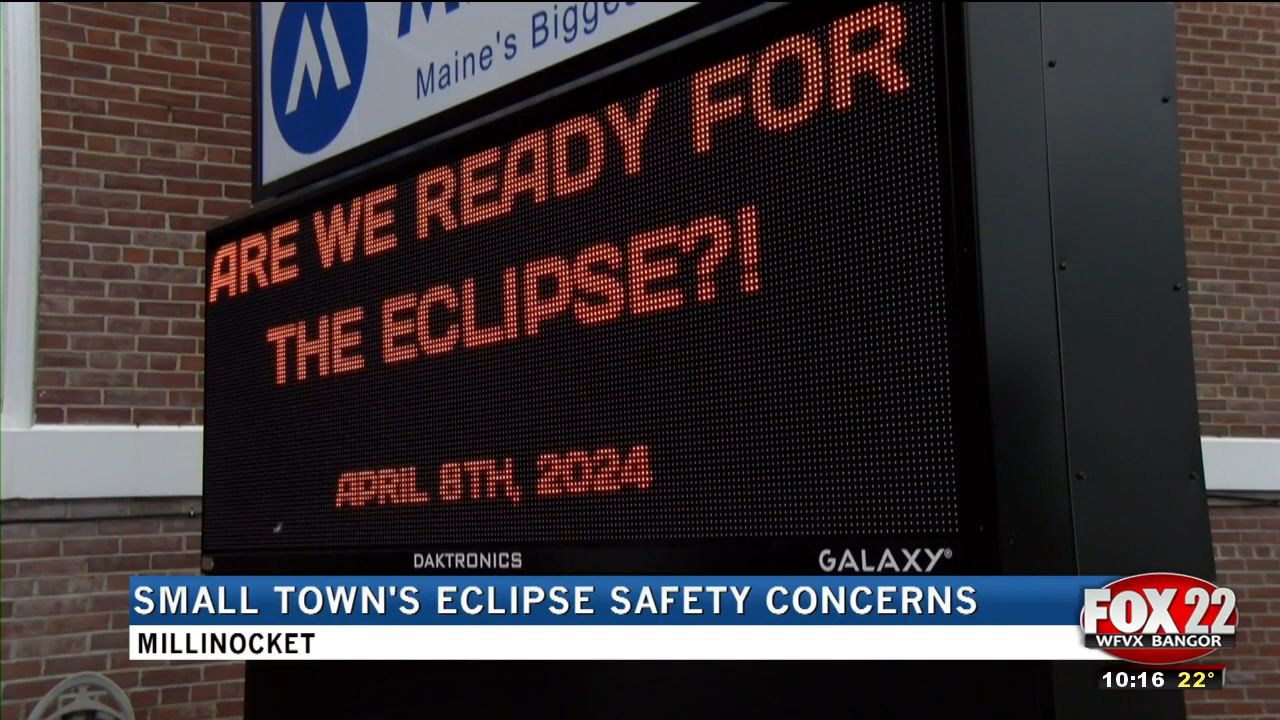 Maine's Bigge
ARE WE READY FOR
THE ECLIPSE?!
APRIL 8TH, 2024
DAKTRONICS
GALAXY®
SMALL TOWN'S ECLIPSE SAFETY CONCERNS
MILLINOCKET
FOX 22
WFVX BANGOR
10:16 22°